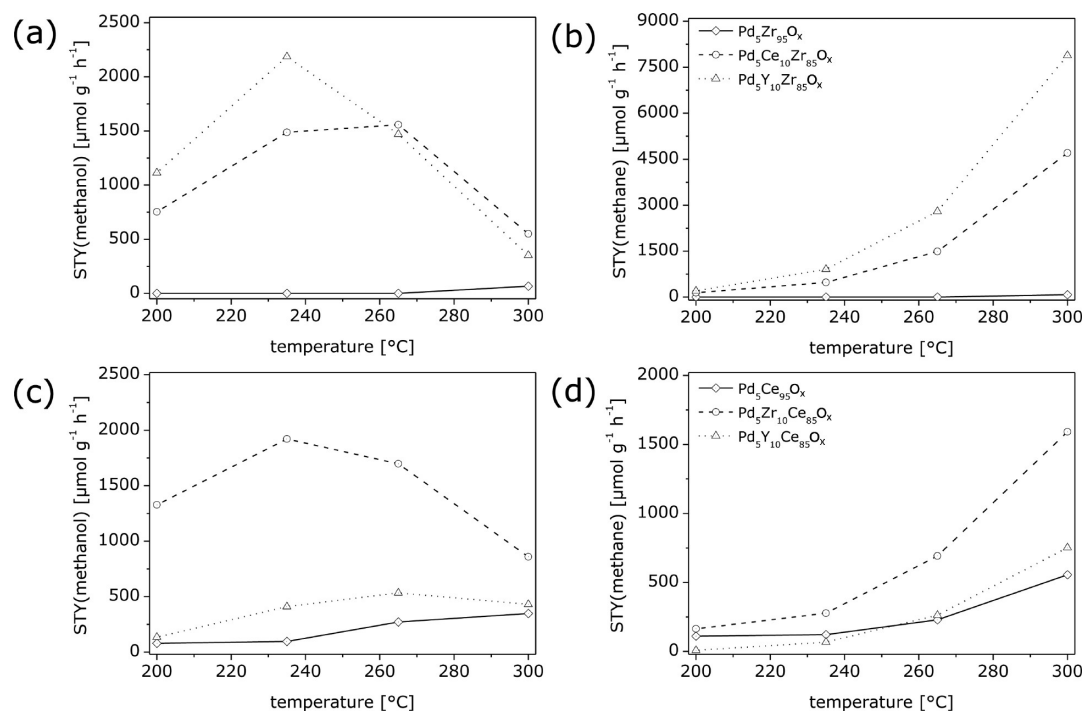 (a)
STY(methanol) [µmol g⁻¹ h⁻¹]
2500
2000
1500
1000
500
0
200 220 240 260 280 300
temperature [°C]
(b)
STY(methane) [µmol g⁻¹ h⁻¹]
9000
7500
6000
4500
3000
1500
0
Pd₅Zr₉₅Oₓ
Pd₅Ce₁₀Zr₈₅Oₓ
Pd₅Y₁₀Zr₈₅Oₓ
200 220 240 260 280 300
temperature [°C]
(c)
STY(methanol) [µmol g⁻¹ h⁻¹]
2500
2000
1500
1000
500
0
200 220 240 260 280 300
temperature [°C]
(d)
STY(methane) [µmol g⁻¹ h⁻¹]
2000
1500
1000
500
0
Pd₅Ce₉₅Oₓ
Pd₅Zr₁₀Ce₈₅Oₓ
Pd₅Y₁₀Ce₈₅Oₓ
200 220 240 260 280 300
temperature [°C]